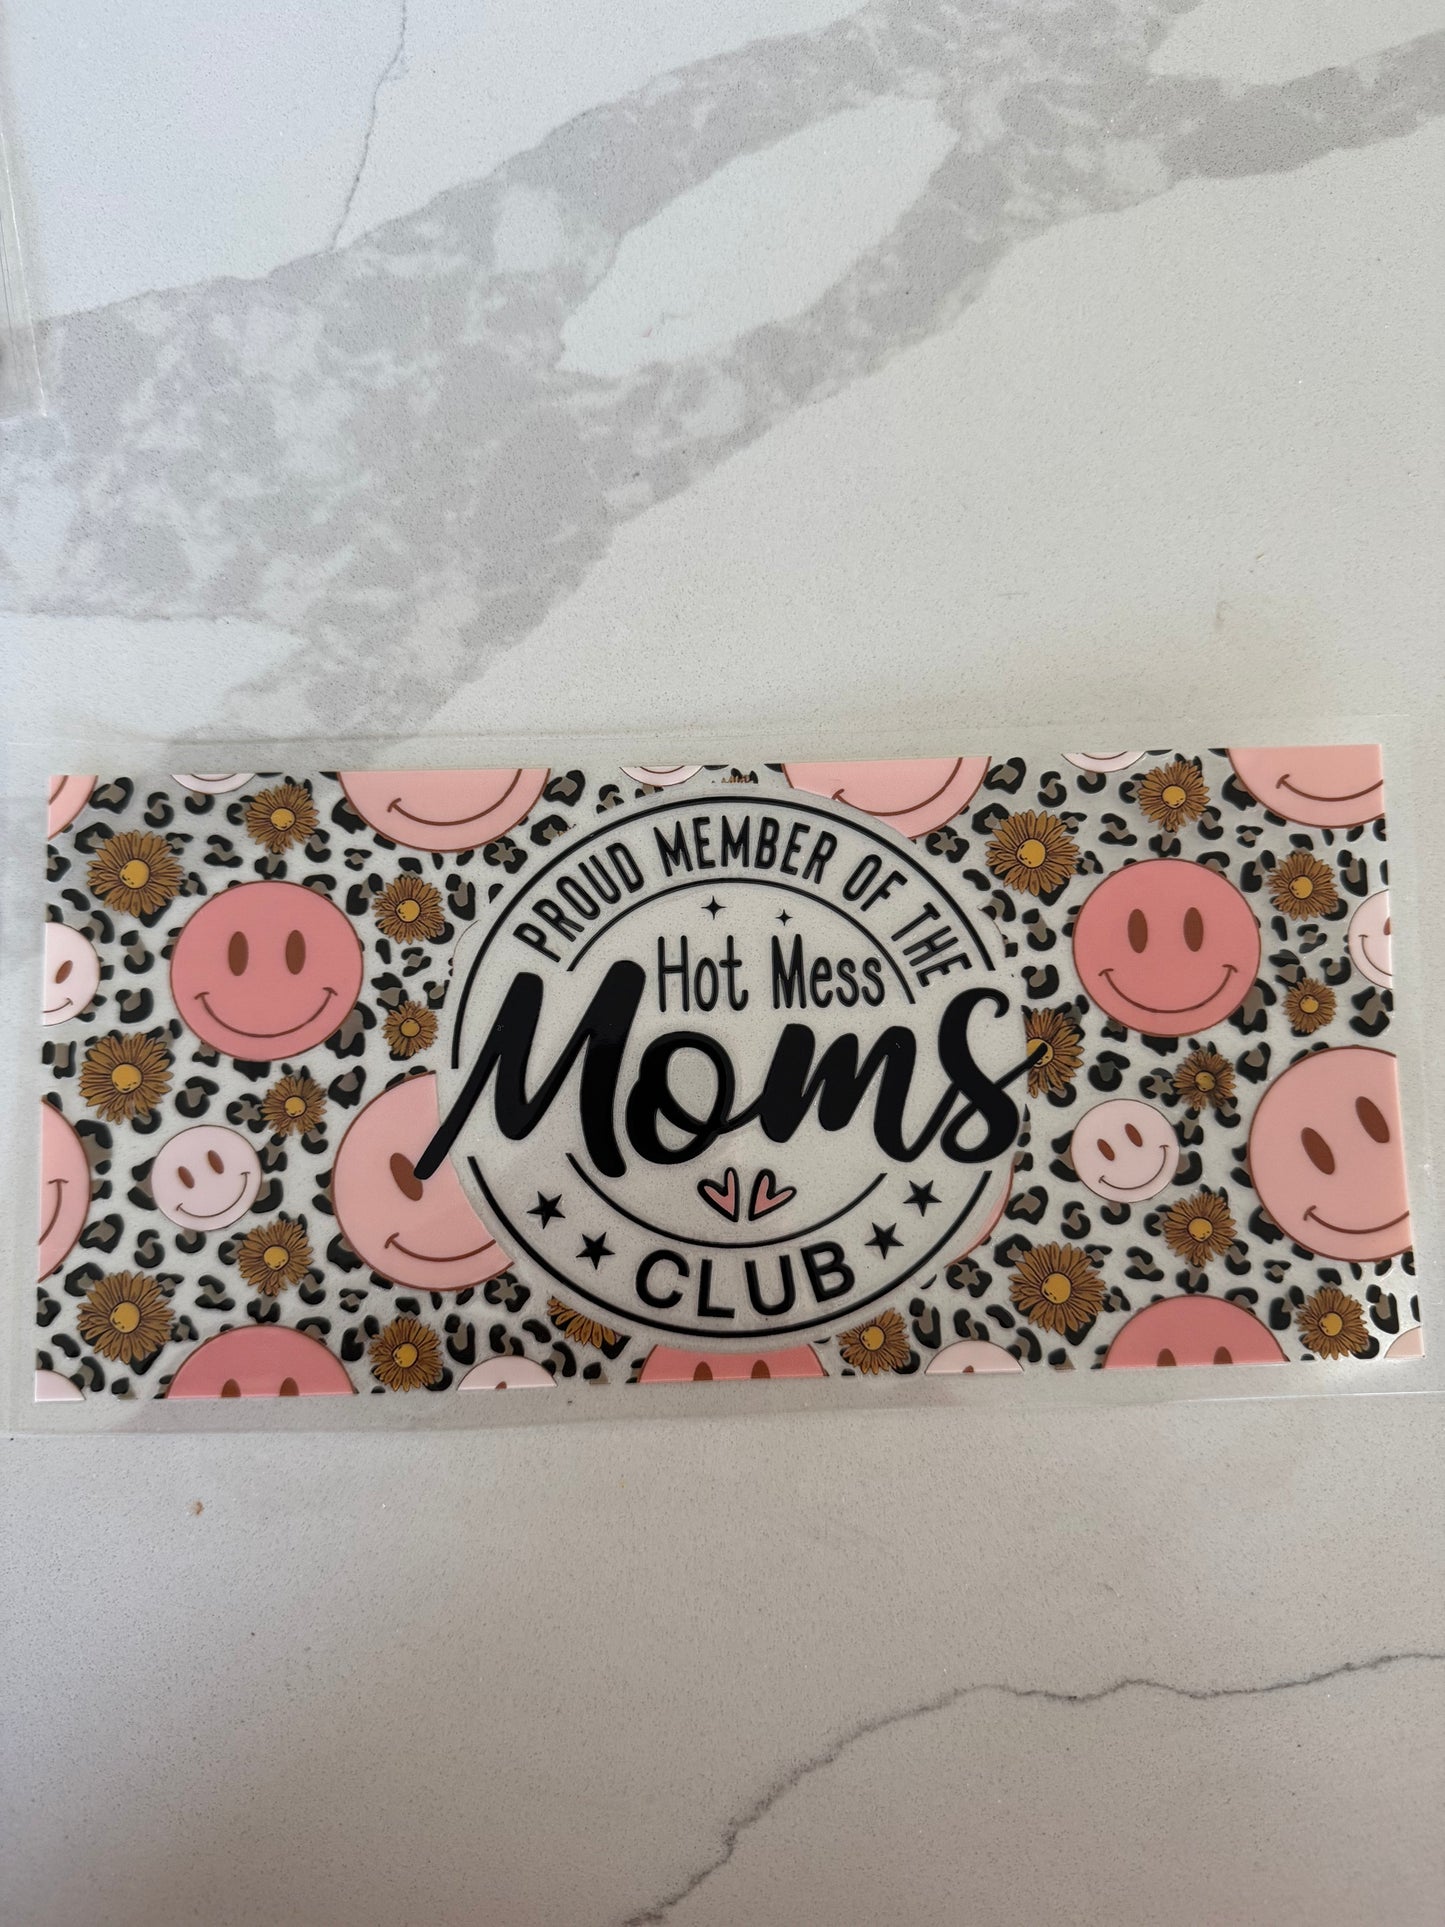 PROUD MEMBER OF THE
Hot Mess
Moms
CLUB